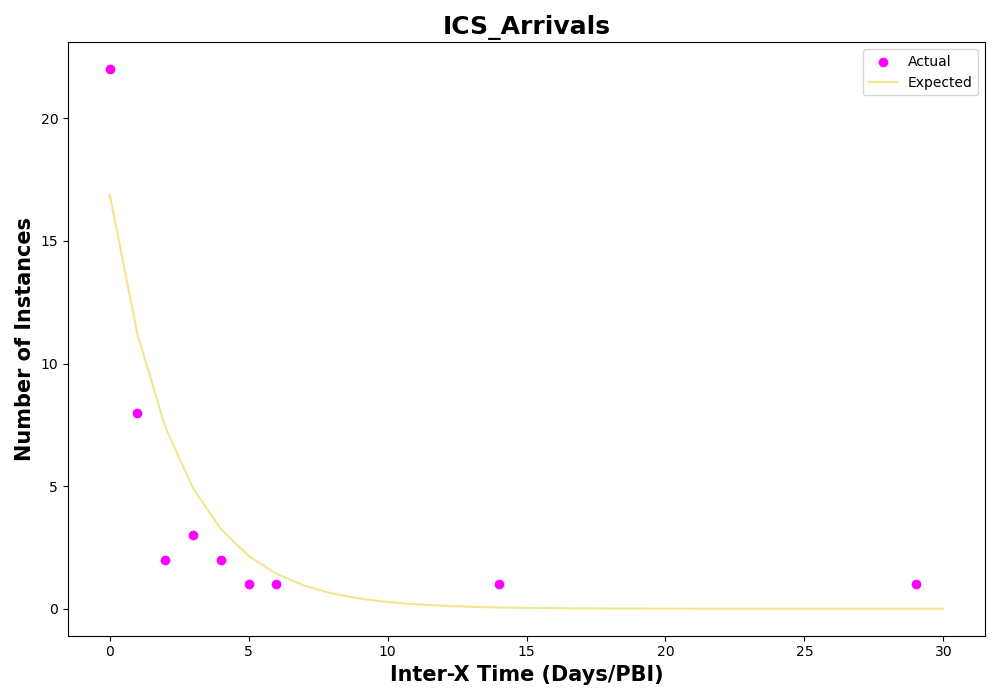 ICS_Arrivals
Actual
Expected
Number of Instances
20
15
10
5
0
0 5 10 15 20 25 30
Inter-X Time (Days/PBI)